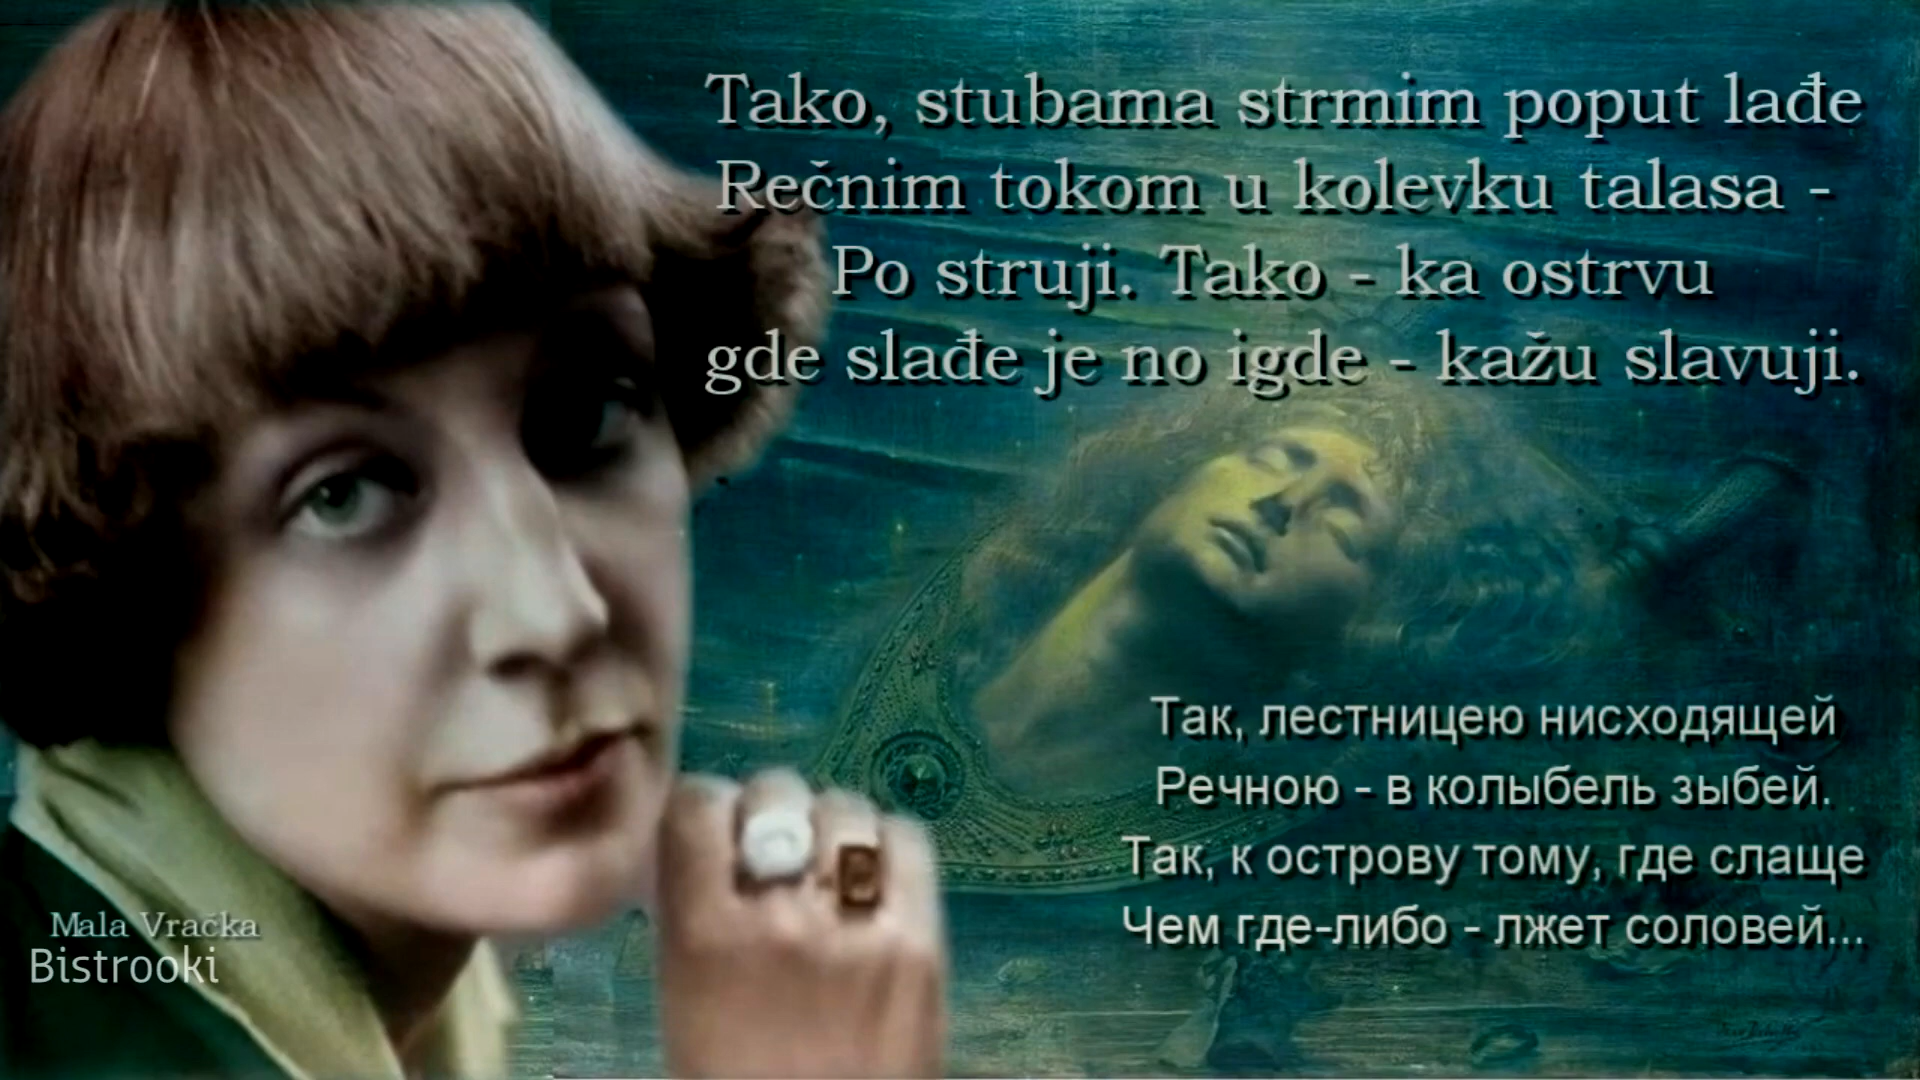 Tako, stubama strmim poput lađe
Rečnim tokom u kolevku talasa -
Po struji. Tako - ka ostrvu
gde slađe je no igde - kažu slavuji.
Так, лестницею нисходящей
Речною - в колыбель зыбей.
Так, к острову тому, где слаще
Чем где-либо - лжет соловей...
Mala Vračka
Bistrooki